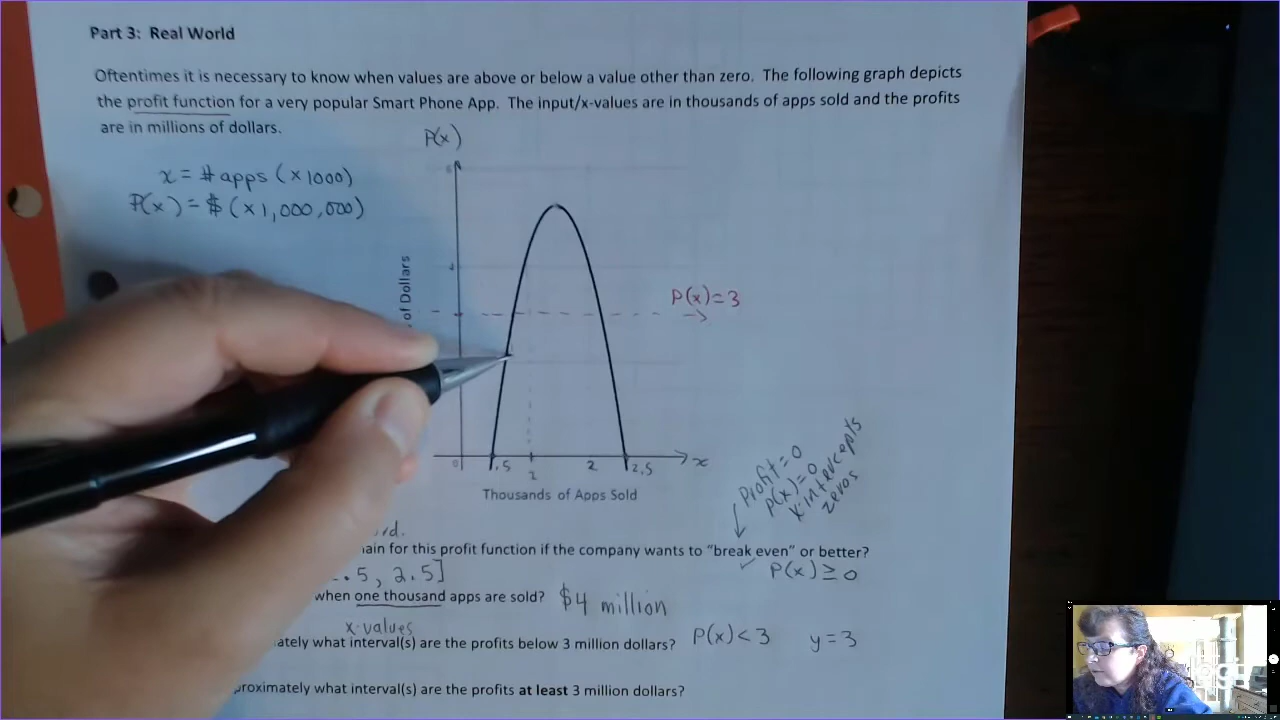 Part 3: Real World
Oftentimes it is necessary to know when values are above or below a value other than zero. The following graph depicts
the profit function for a very popular Smart Phone App. The input/x-values are in thousands of apps sold and the profits
are in millions of dollars.
P(x)
x = # apps (×1000)
P(x) = $ (×1,000,000)
of Dollars
P(x)=3
0 .5 1 2 2.5 x
Thousands of Apps Sold
Profit=0
P(x)=0
x-intercepts
zeros
for this profit function if the company wants to "break even" or better?
.5, 2.5]
P(x) ≥ 0
when one thousand apps are sold? $4 million
x-values
what interval(s) are the profits below 3 million dollars? P(x) < 3 y = 3
what interval(s) are the profits at least 3 million dollars?